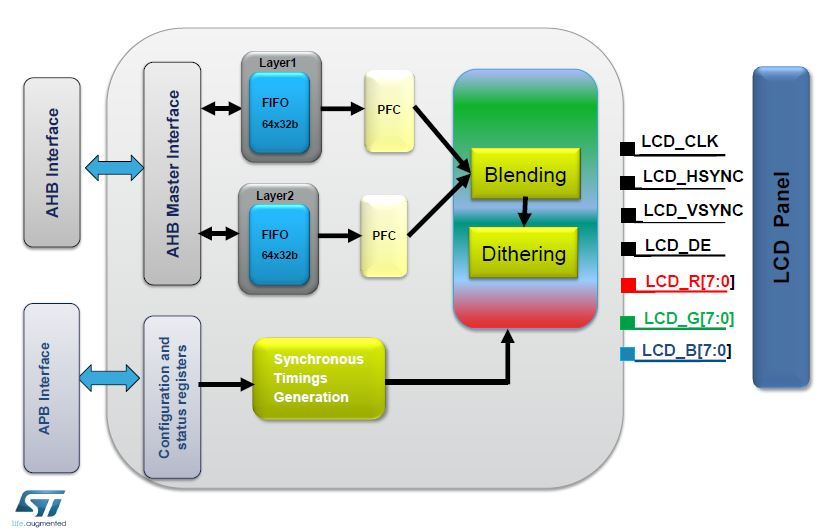 AHB Interface
AHB Master Interface
Layer1
FIFO
64x32b
PFC
Layer2
FIFO
64x32b
PFC
Blending
Dithering
LCD_CLK
LCD_HSYNC
LCD_VSYNC
LCD_DE
LCD_R[7:0]
LCD_G[7:0]
LCD_B[7:0]
LCD Panel
APB Interface
Configuration and
status registers
Synchronous
Timings
Generation
ST
life.augmented